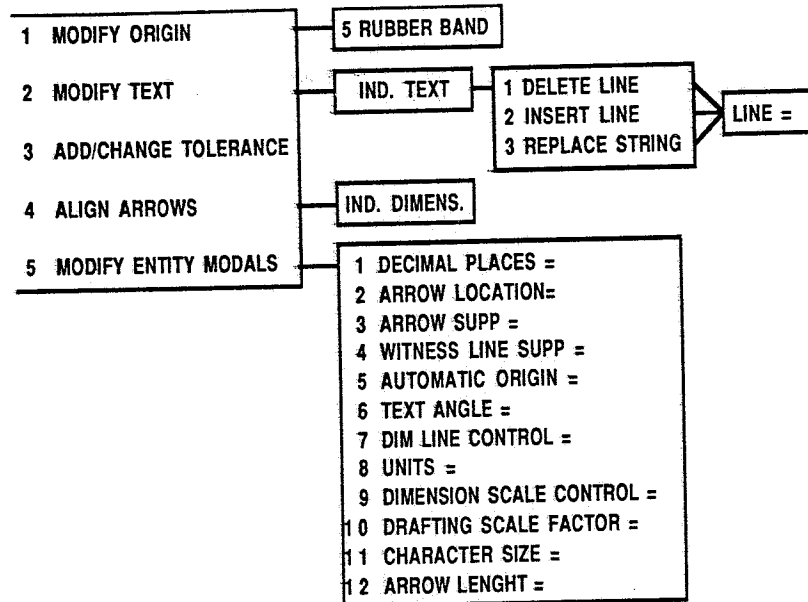 1 MODIFY ORIGIN
5 RUBBER BAND
2 MODIFY TEXT
IND. TEXT
1 DELETE LINE
2 INSERT LINE
3 REPLACE STRING
LINE =
3 ADD/CHANGE TOLERANCE
4 ALIGN ARROWS
IND. DIMENS.
5 MODIFY ENTITY MODALS
1 DECIMAL PLACES =
2 ARROW LOCATION=
3 ARROW SUPP =
4 WITNESS LINE SUPP =
5 AUTOMATIC ORIGIN =
6 TEXT ANGLE =
7 DIM LINE CONTROL =
8 UNITS =
9 DIMENSION SCALE CONTROL =
10 DRAFTING SCALE FACTOR =
11 CHARACTER SIZE =
12 ARROW LENGHT =